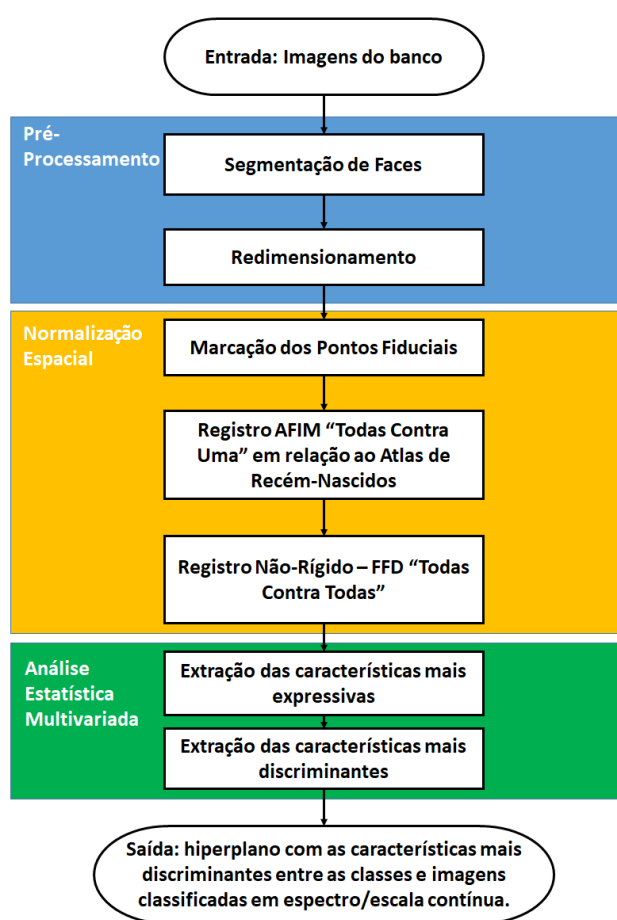 Entrada: Imagens do banco
Pré-
Processamento
Segmentação de Faces
Redimensionamento
Normalização
Espacial
Marcação dos Pontos Fiduciais
Registro AFIM “Todas Contra
Uma” em relação ao Atlas de
Recém-Nascidos
Registro Não-Rígido – FFD “Todas
Contra Todas”
Análise
Estatística
Multivariada
Extração das características mais
expressivas
Extração das características mais
discriminantes
Saída: hiperplano com as características mais
discriminantes entre as classes e imagens
classificadas em espectro/escala contínua.